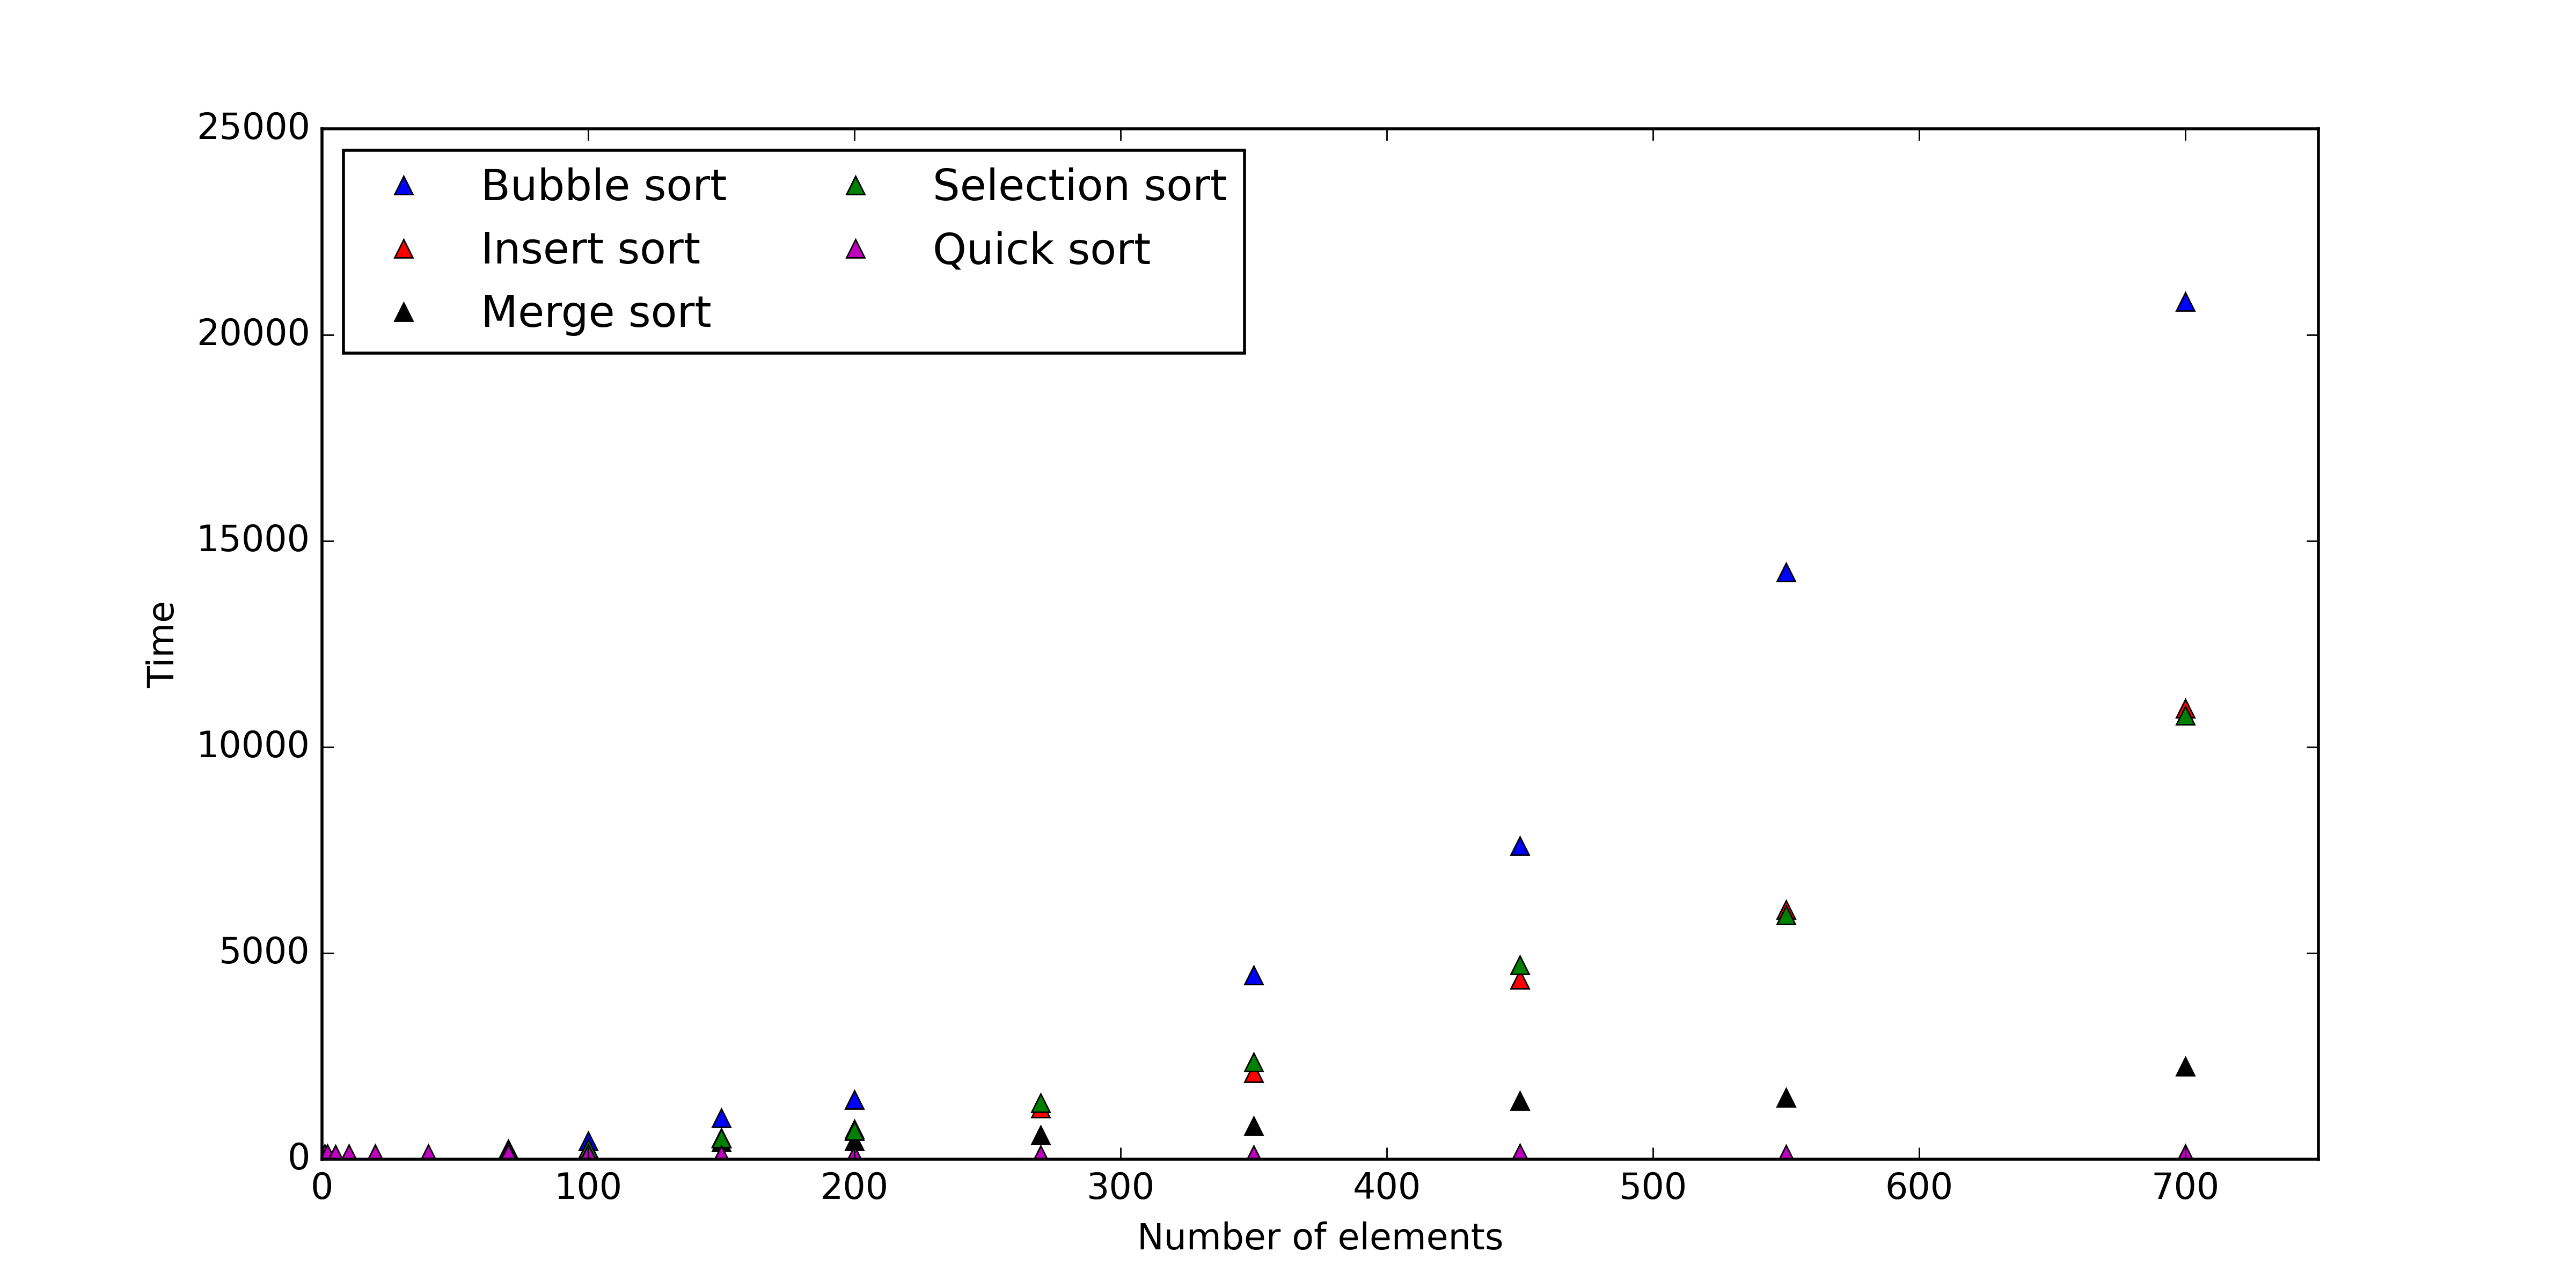 25000
20000
15000
10000
5000
0
Time
Bubble sort
Insert sort
Merge sort
Selection sort
Quick sort
0 100 200 300 400 500 600 700
Number of elements